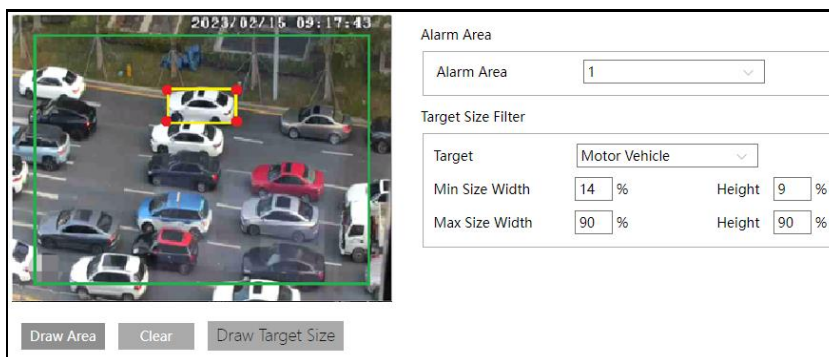 2023/02/15 09:17:43
Alarm Area
Alarm Area 1
Target Size Filter
Target Motor Vehicle
Min Size Width 14 % Height 9 %
Max Size Width 90 % Height 90 %
Draw Area Clear Draw Target Size